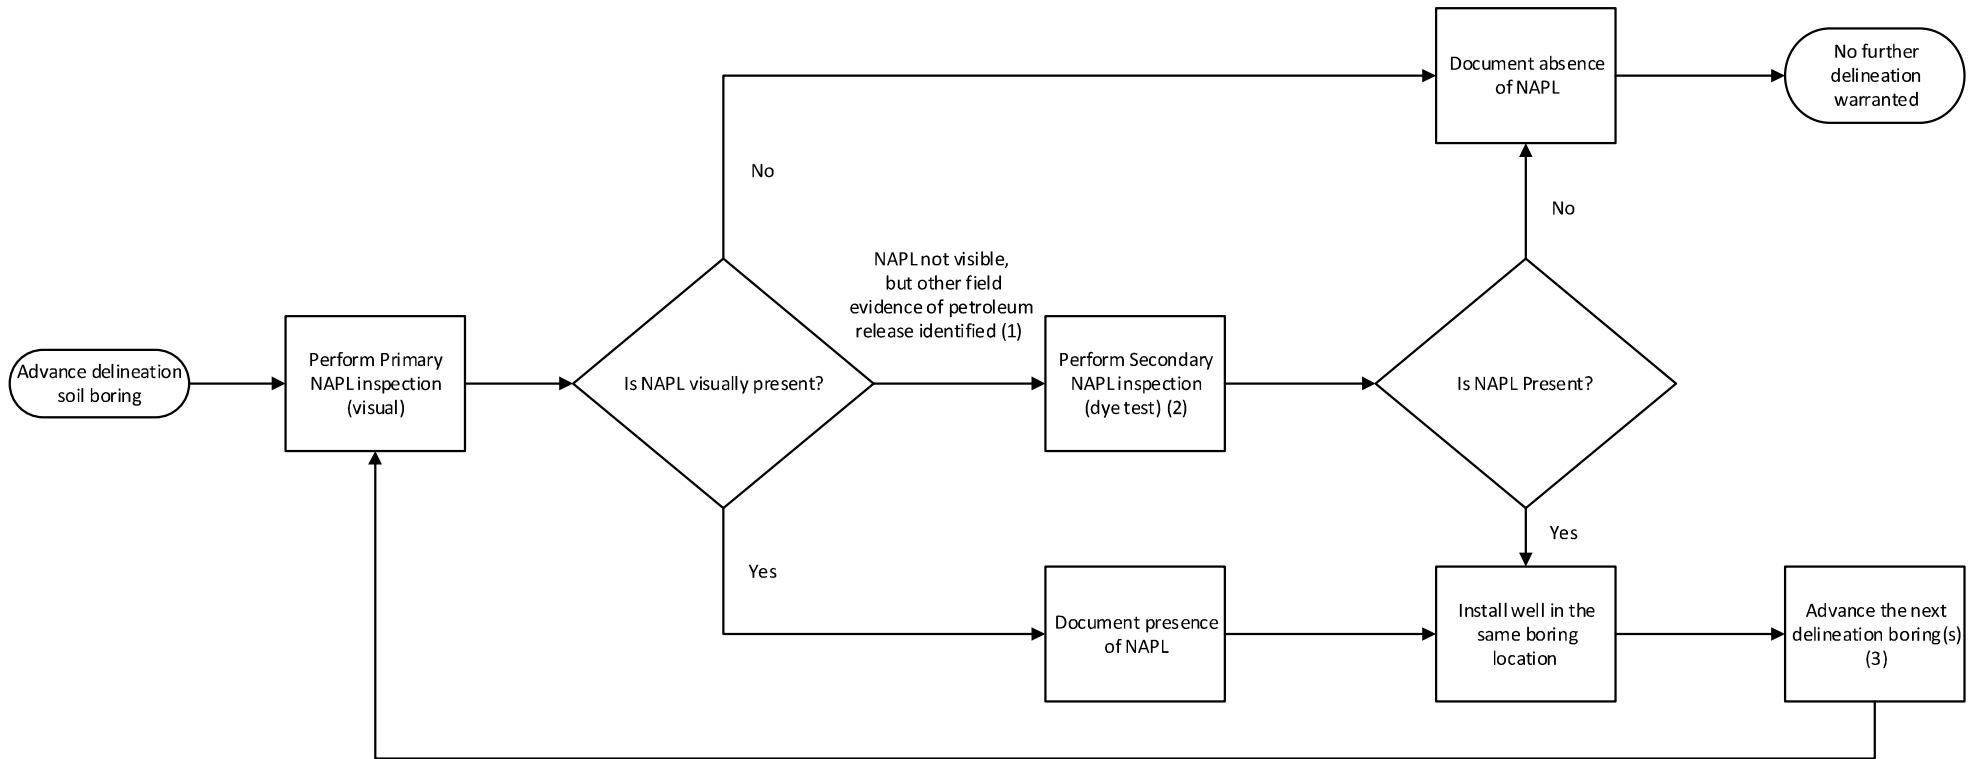 Document absence
of NAPL
No further
delineation
warranted
No
No
NAPL not visible,
but other field
evidence of petroleum
release identified (1)
Advance delineation
soil boring
Perform Primary
NAPL inspection
(visual)
Is NAPL visually present?
Perform Secondary
NAPL inspection
(dye test) (2)
Is NAPL Present?
Yes
Yes
Document presence
of NAPL
Install well in the
same boring
location
Advance the next
delineation boring(s)
(3)